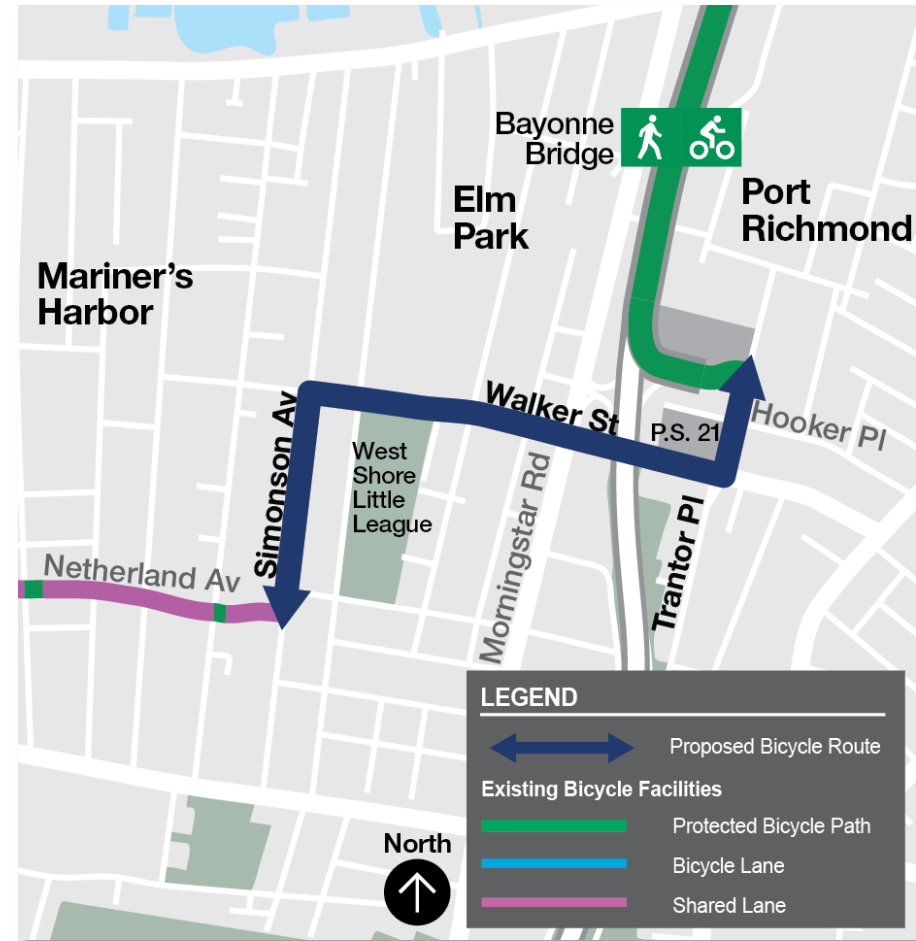 Bayonne
Bridge
Port
Richmond
Elm
Park
Mariner's
Harbor
Walker St
Hooker Pl
P.S. 21
Simonson Av
West
Shore
Little
League
Morningstar Rd
Trantor Pl
Netherland Av
LEGEND
Proposed Bicycle Route
Existing Bicycle Facilities
Protected Bicycle Path
Bicycle Lane
Shared Lane
North